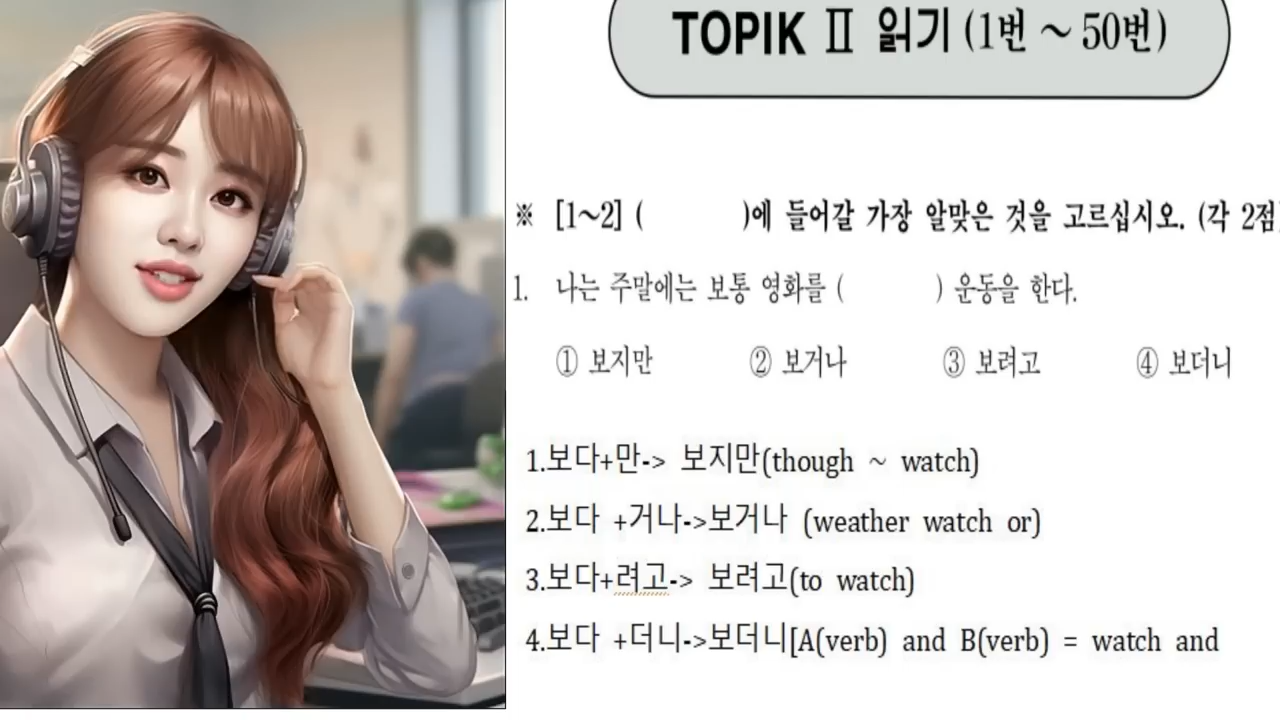 TOPIK Ⅱ 읽기 (1번 ~ 50번)
※ [1~2] (          )에 들어갈 가장 알맞은 것을 고르십시오. (각 2점)
1. 나는 주말에는 보통 영화를 (          ) 운동을 한다.
① 보지만 ② 보거나 ③ 보려고 ④ 보더니
1.보다+만-> 보지만(though ~ watch)
2.보다 +거나->보거나 (weather watch or)
3.보다+려고-> 보려고(to watch)
4.보다 +더니->보더니[A(verb) and B(verb) = watch and